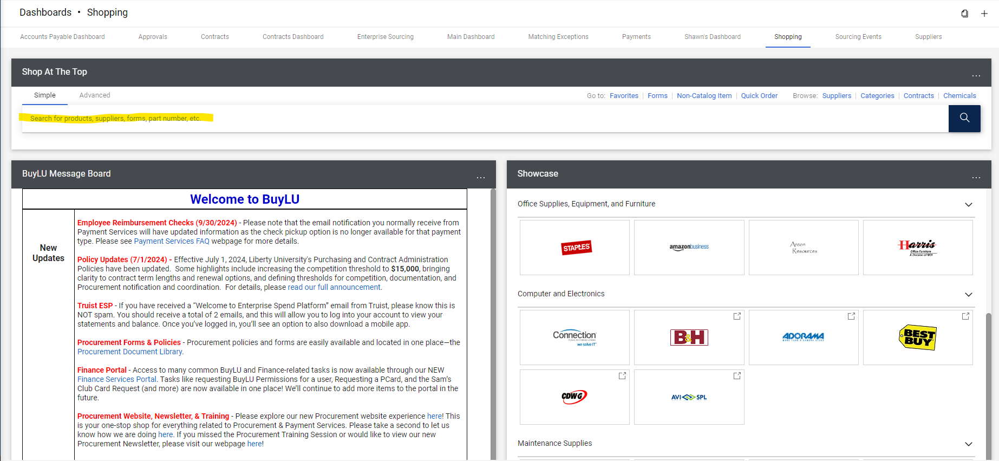 Dashboards • Shopping
Accounts Payable Dashboard Approvals Contracts Contracts Dashboard Enterprise Sourcing Main Dashboard Matching Exceptions Payments Shawn's Dashboard Shopping Sourcing Events Suppliers
Shop At The Top
Simple Advanced
Go to: Favorites | Forms | Non-Catalog Item | Quick Order Browse: Suppliers | Categories | Contracts | Chemicals
Search for products, suppliers, forms, part number, etc.
BuyLU Message Board
Welcome to BuyLU
New
Updates
Employee Reimbursement Checks (9/30/2024) - Please note that the email notification you normally receive from
Payment Services will have updated information as the check pickup option is no longer available for that payment
type. Please see Payment Services FAQ webpage for more details.
Policy Updates (7/1/2024) - Effective July 1, 2024, Liberty University's Purchasing and Contract Administration
Policies have been updated.  Some highlights include increasing the competition threshold to $15,000, bringing
clarity to contract term lengths and renewal options, and defining thresholds for competition, documentation, and
Procurement notification and coordination.  For details, please read our full announcement.
Truist ESP - If you have received a “Welcome to Enterprise Spend Platform” email from Truist, please know this is
NOT spam. You should receive a total of 2 emails, and this will allow you to log into your account to view your
statements and balance. Once you’ve logged in, you’ll see an option to also download a mobile app.
Procurement Forms & Policies - Procurement policies and forms are easily available and located in one place—the
Procurement Document Library.
Finance Portal - Access to many common BuyLU and Finance-related tasks is now available through our NEW
Finance Services Portal. Tasks like requesting BuyLU Permissions for a user, Requesting a PCard, and the Sam’s
Club Card Request (and more) are now available in one place! We’ll continue to add more items to the portal in the
future.
Procurement Website, Newsletter, & Training - Please explore our new Procurement website experience here! This
is your one-stop shop for everything related to Procurement & Payment Services. Please take a second to let us
know how we are doing here. If you missed the Procurement Training Session or would like to view our new
Procurement Newsletter, please visit our webpage here!
Showcase
Office Supplies, Equipment, and Furniture
STAPLES
amazonbusiness
Arcon
Resources
Harris
Office Furniture
A Division of MOI
Computer and Electronics
Connection
we solve IT
B&H
ADORAMA
MORE THAN A CAMERA STORE
BEST
BUY
CDW·G
AVI SPL
Maintenance Supplies